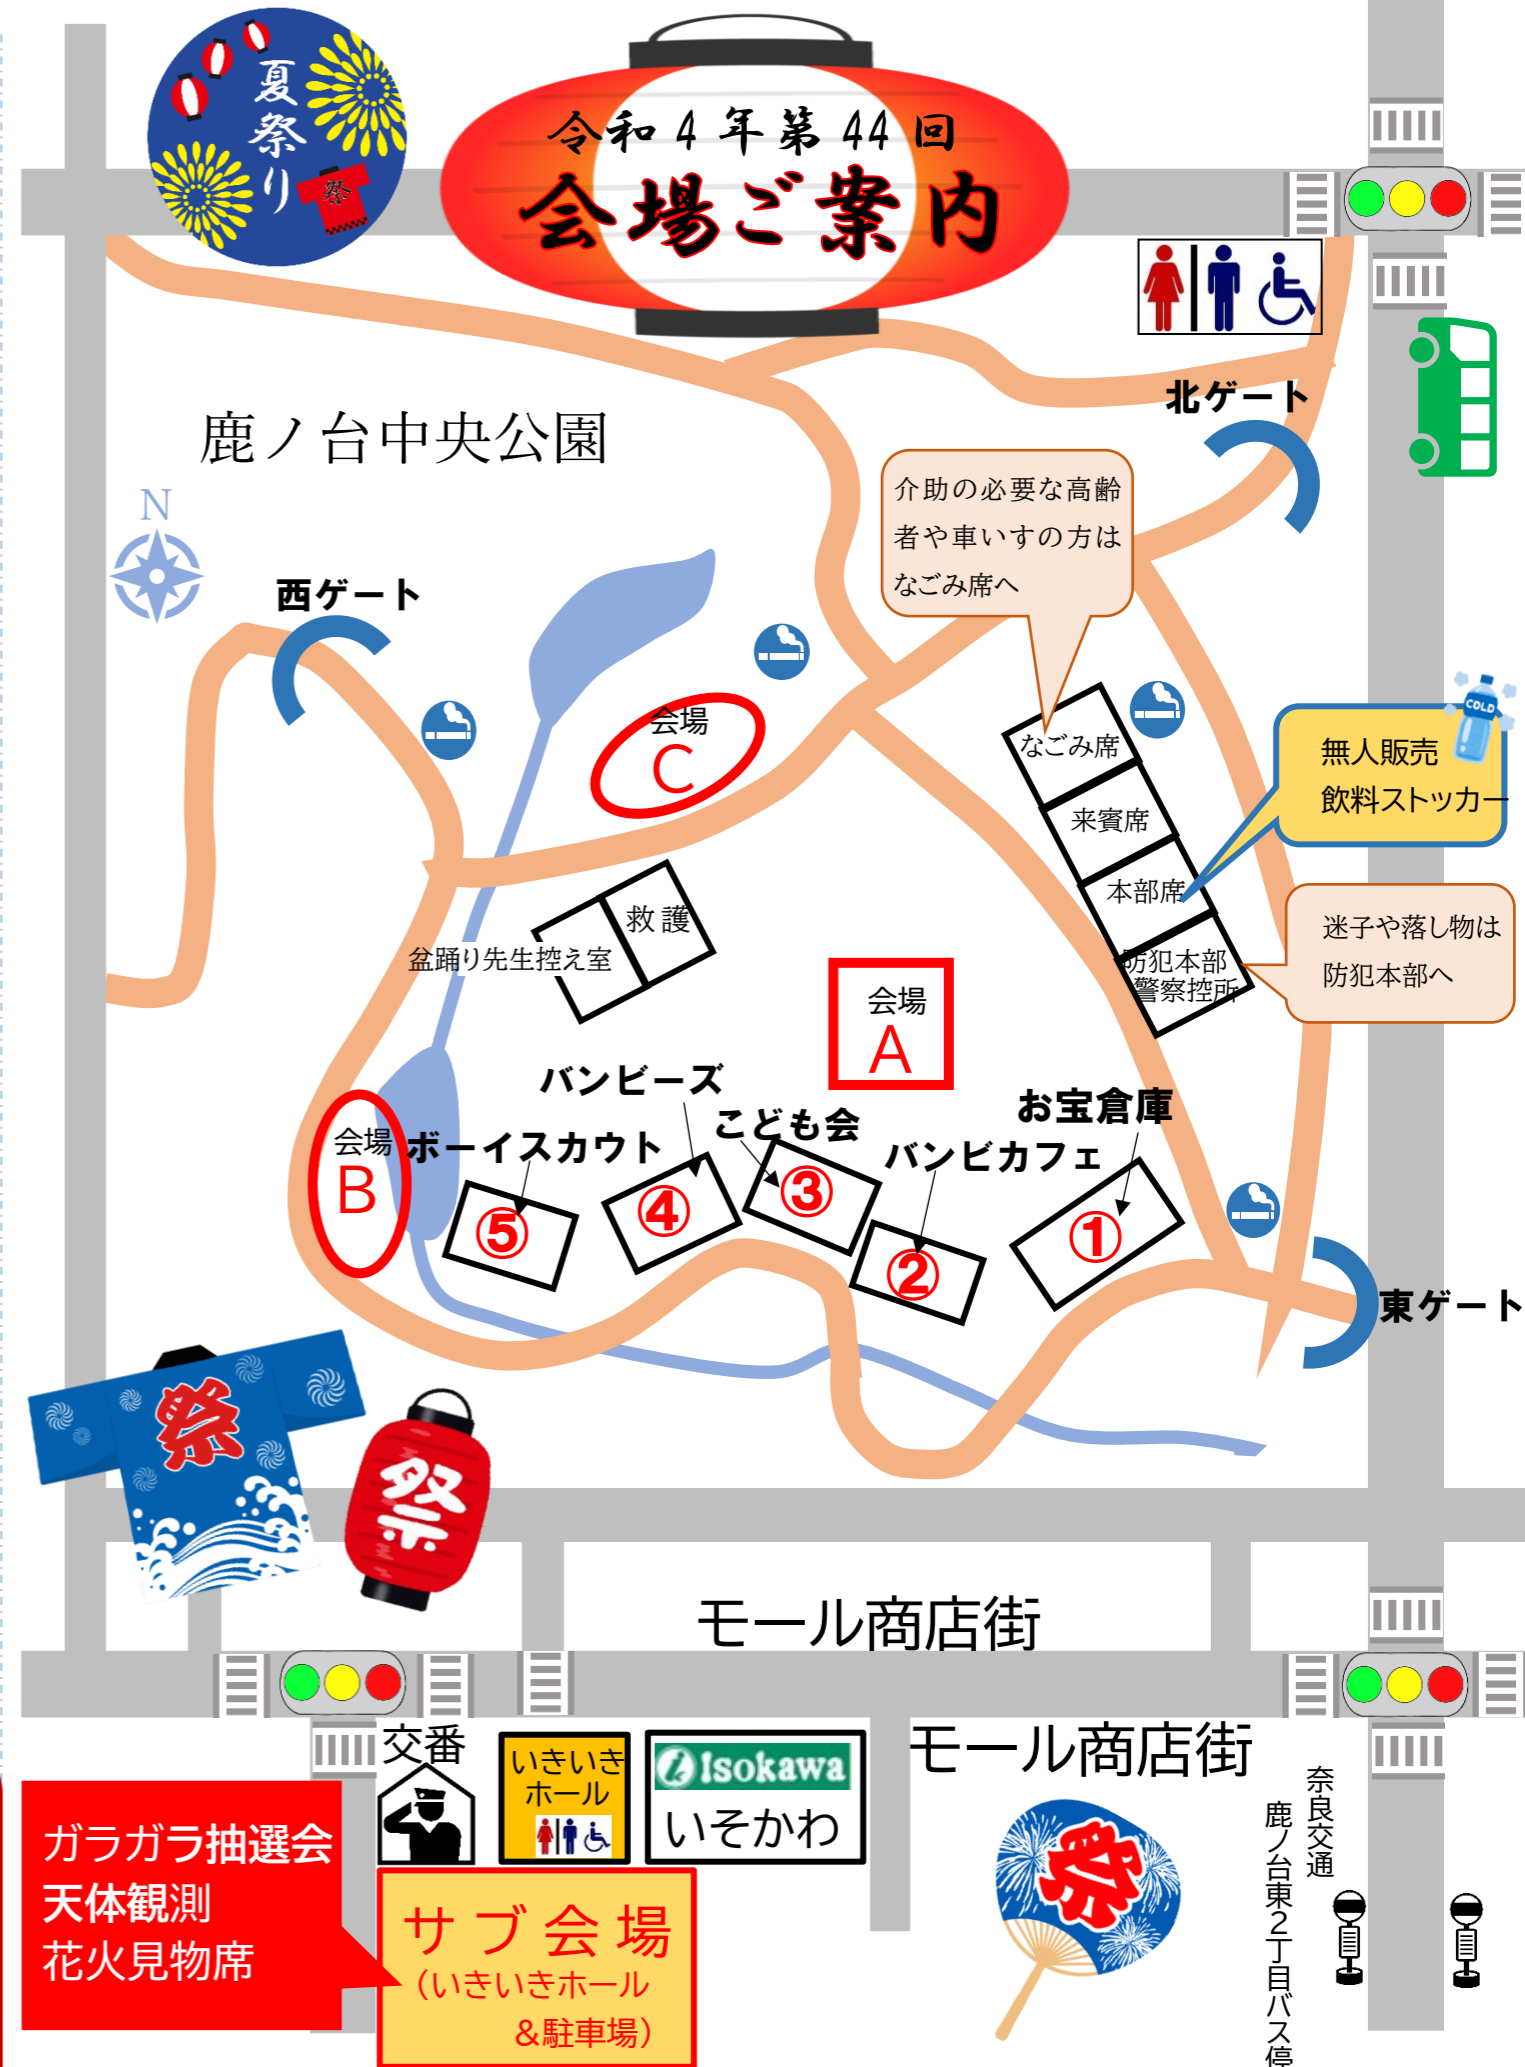 夏祭り
祭
令和4年第44回
会場ご案内
鹿ノ台中央公園
北ゲート
介助の必要な高齢
者や車いすの方は
なごみ席へ
N
西ゲート
会場
C
なごみ席
来賓席
本部席
防犯本部
警察控所
COLD
無人販売
飲料ストッカー
迷子や落し物は
防犯本部へ
救護
盆踊り先生控え室
会場
A
バンビーズ
こども会
お宝倉庫
バンビカフェ
ボーイスカウト
会場
B
⑤
④
③
②
①
東ゲート
祭
祭
モール商店街
交番
いきいき
ホール
Isokawa
いそかわ
モール商店街
祭
奈良交通
鹿ノ台東2丁目バス停
ガラガラ抽選会
天体観測
花火見物席
サブ会場
(いきいきホール
&駐車場)